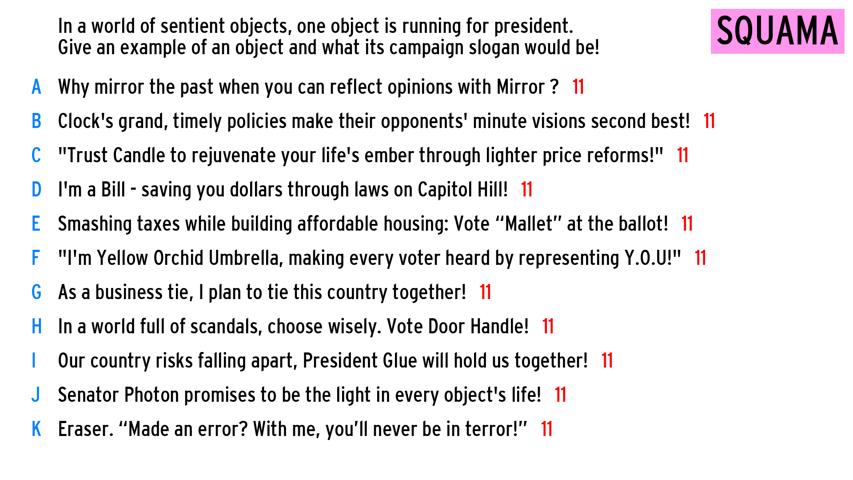 In a world of sentient objects, one object is running for president.
Give an example of an object and what its campaign slogan would be!
SQUAMA
A Why mirror the past when you can reflect opinions with Mirror ? 11
B Clock's grand, timely policies make their opponents' minute visions second best! 11
C "Trust Candle to rejuvenate your life's ember through lighter price reforms!" 11
D I'm a Bill - saving you dollars through laws on Capitol Hill! 11
E Smashing taxes while building affordable housing: Vote “Mallet” at the ballot! 11
F "I'm Yellow Orchid Umbrella, making every voter heard by representing Y.O.U!" 11
G As a business tie, I plan to tie this country together! 11
H In a world full of scandals, choose wisely. Vote Door Handle! 11
I Our country risks falling apart, President Glue will hold us together! 11
J Senator Photon promises to be the light in every object's life! 11
K Eraser. “Made an error? With me, you’ll never be in terror!” 11